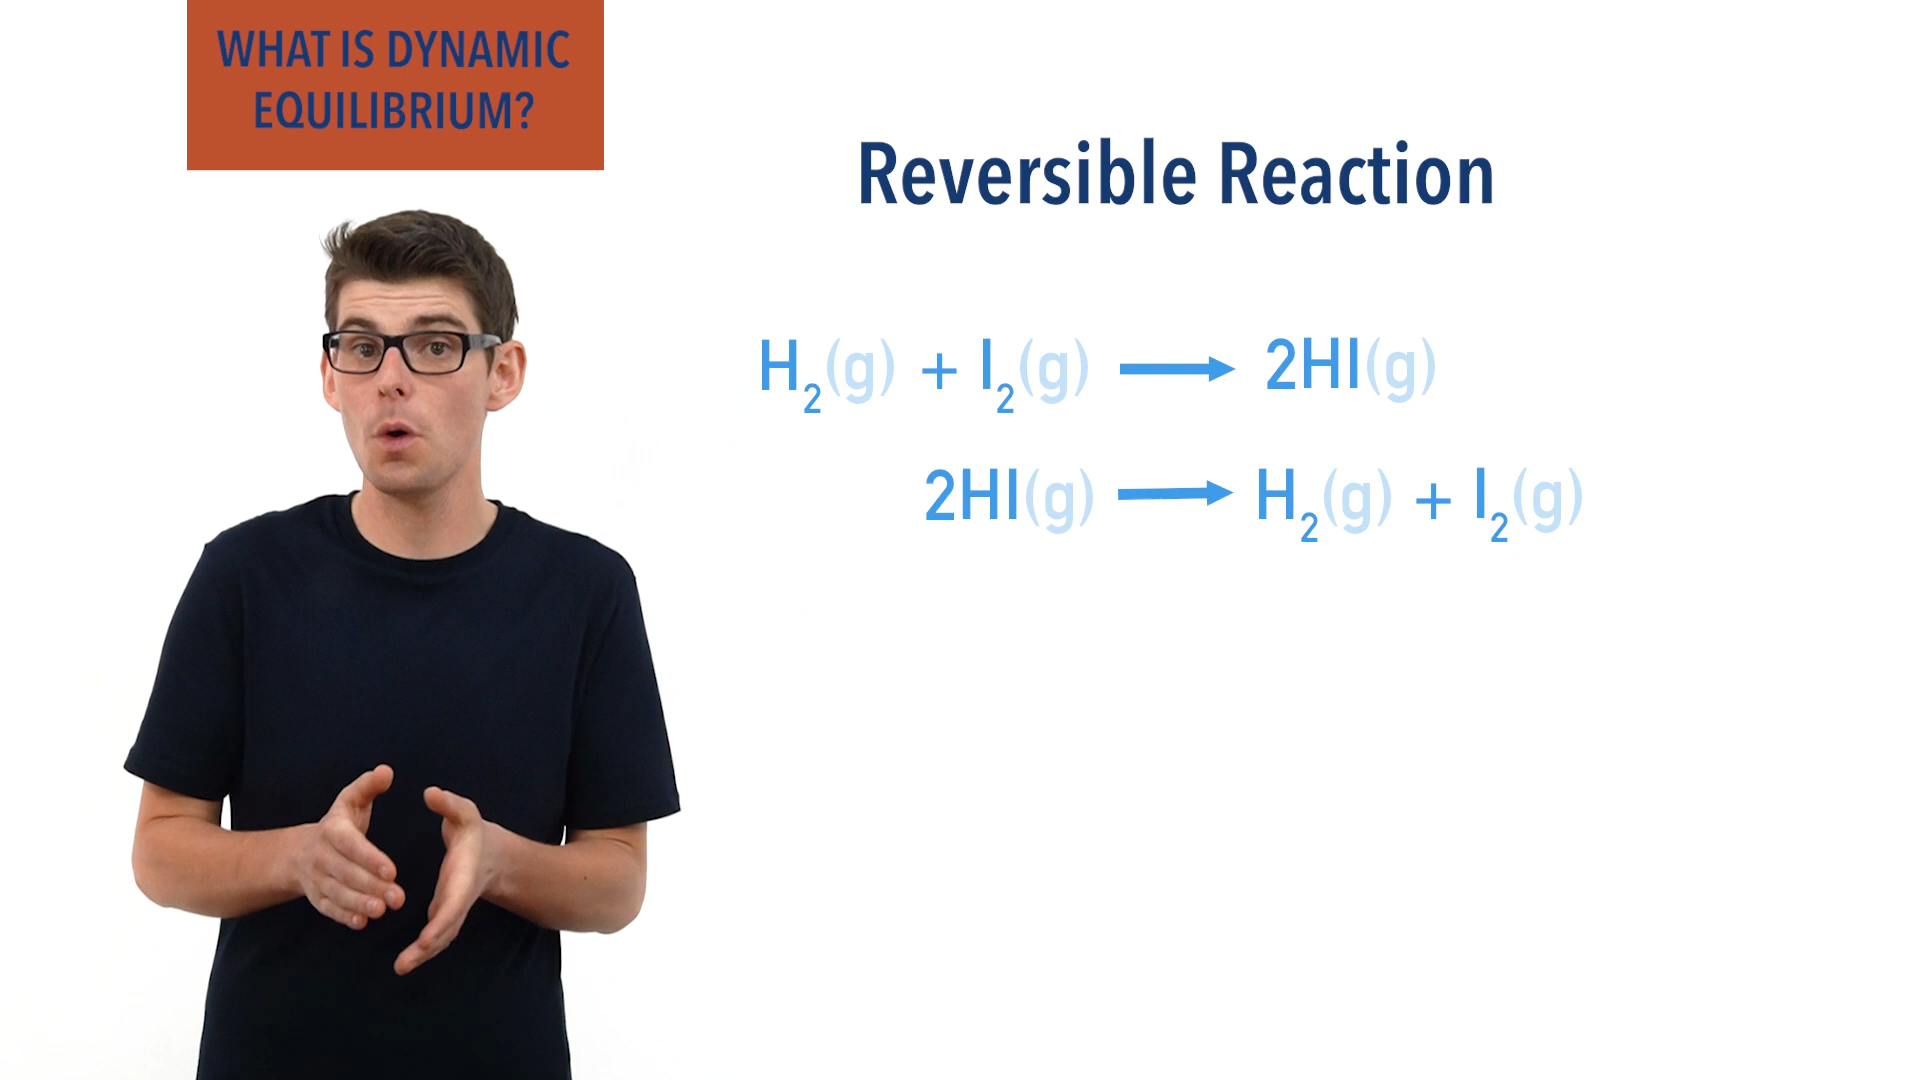 WHAT IS DYNAMIC
EQUILIBRIUM?
Reversible Reaction
H₂(g) + I₂(g) → 2HI(g)
2HI(g) → H₂(g) + I₂(g)